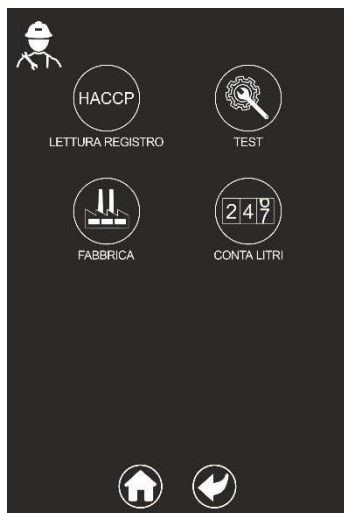 HACCP
LETTURA REGISTRO
TEST
FABBRICA
247
CONTA LITRI